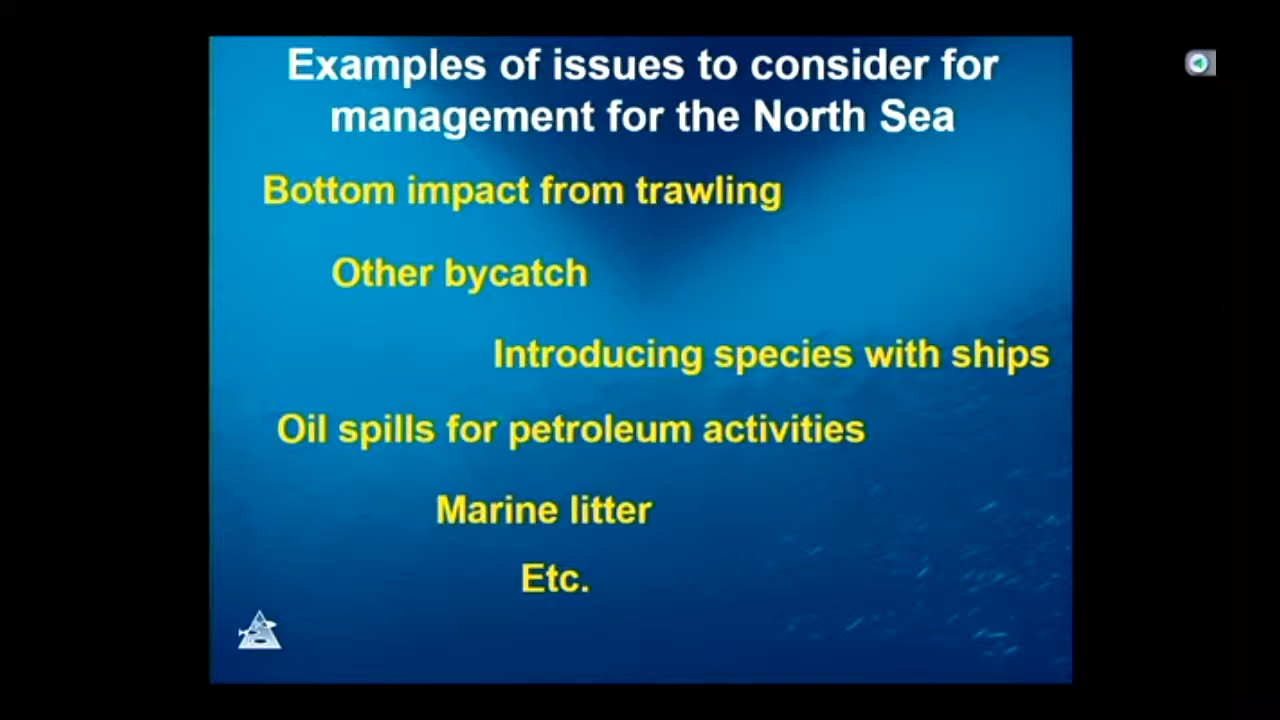 Examples of issues to consider for
management for the North Sea
Bottom impact from trawling
Other bycatch
Introducing species with ships
Oil spills for petroleum activities
Marine litter
Etc.